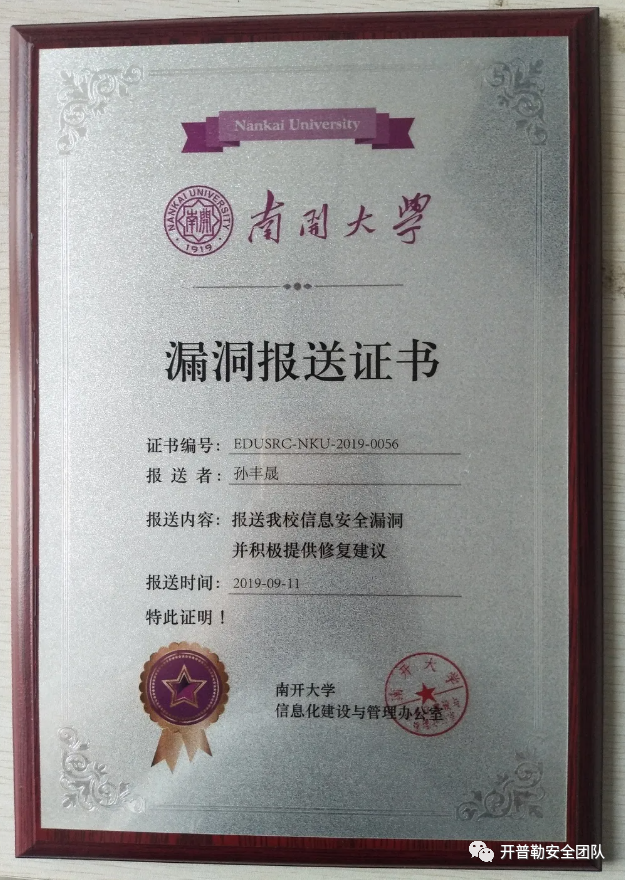 Nankai University
NANKAI UNIVERSITY
南開
1919
南開大學
漏洞报送证书
证书编号: EDUSRC-NKU-2019-0056
报 送 者: 孙丰晟
报送内容: 报送我校信息安全漏洞
并积极提供修复建议
报送时间: 2019-09-11
特此证明!
南开大学
信息化建设与管理办公室
南开大学
开普勒安全团队